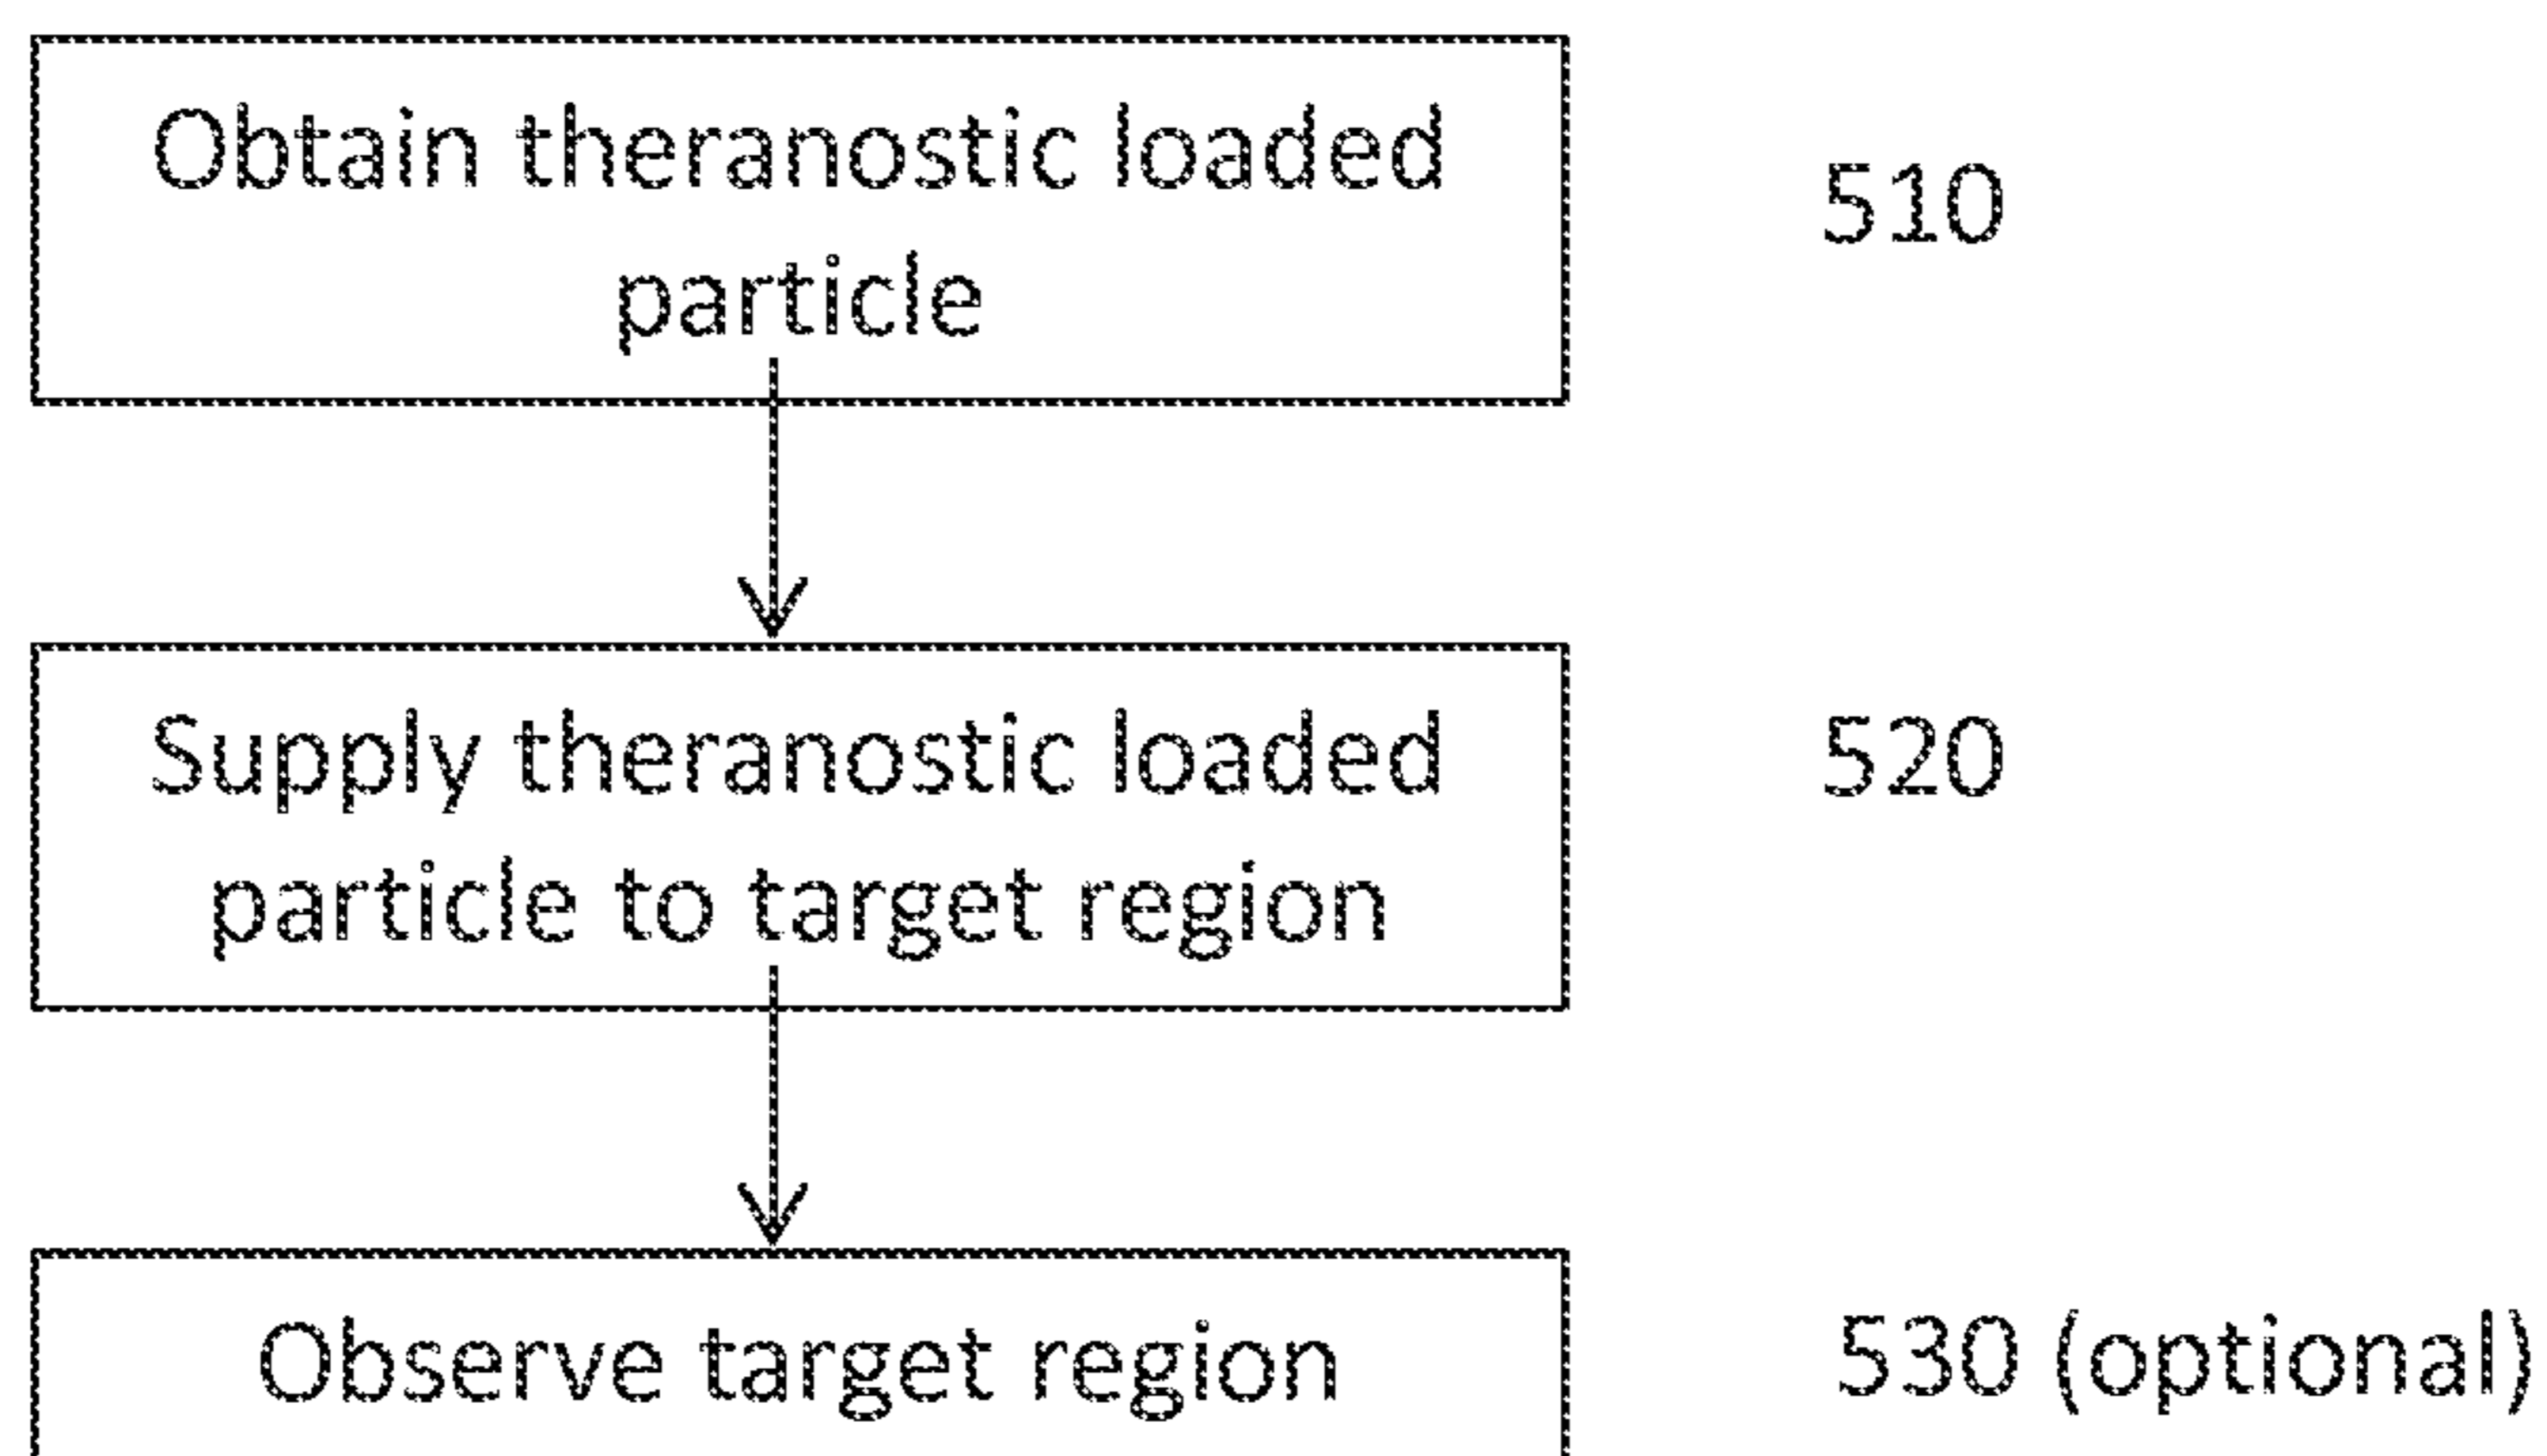 Obtain theranostic loaded
particle
510
Supply theranostic loaded
particle to target region
520
Observe target region
530 (optional)